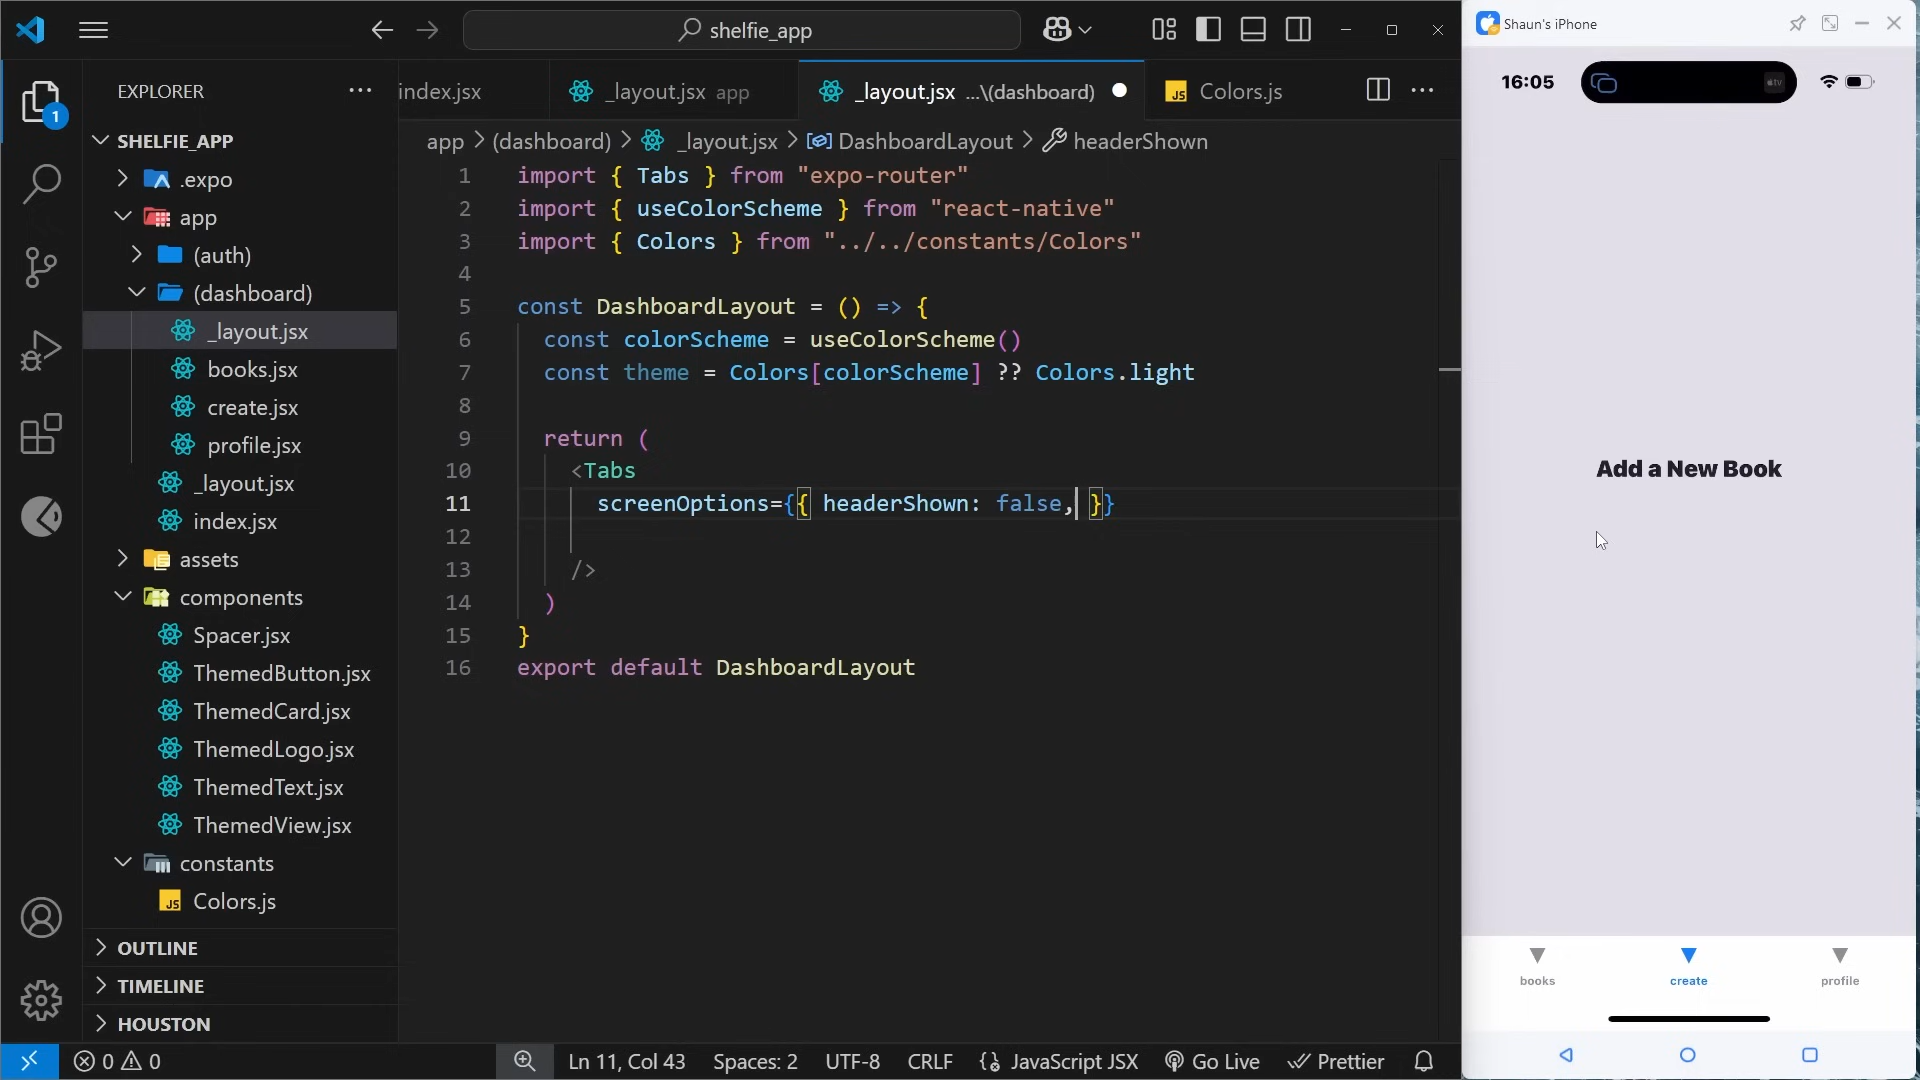 shelfie_app
Shaun's iPhone
EXPLORER
index.jsx
_layout.jsx app
_layout.jsx ...\(dashboard)
JS Colors.js
16:05
tv
1
SHELFIE_APP
app > (dashboard) > _layout.jsx > DashboardLayout > headerShown
.expo
app
(auth)
(dashboard)
_layout.jsx
books.jsx
create.jsx
profile.jsx
_layout.jsx
index.jsx
assets
components
Spacer.jsx
ThemedButton.jsx
ThemedCard.jsx
ThemedLogo.jsx
ThemedText.jsx
ThemedView.jsx
constants
JS Colors.js
OUTLINE
TIMELINE
HOUSTON
1 import { Tabs } from "expo-router"
2 import { useColorScheme } from "react-native"
3 import { Colors } from "../../constants/Colors"
4
5 const DashboardLayout = () => {
6 const colorScheme = useColorScheme()
7 const theme = Colors[colorScheme] ?? Colors.light
8
9 return (
10 <Tabs
11 screenOptions={{ headerShown: false, }}
12
13 />
14 )
15 }
16 export default DashboardLayout
Add a New Book
books
create
profile
0 0
Ln 11, Col 43
Spaces: 2
UTF-8
CRLF
{} JavaScript JSX
Go Live
Prettier